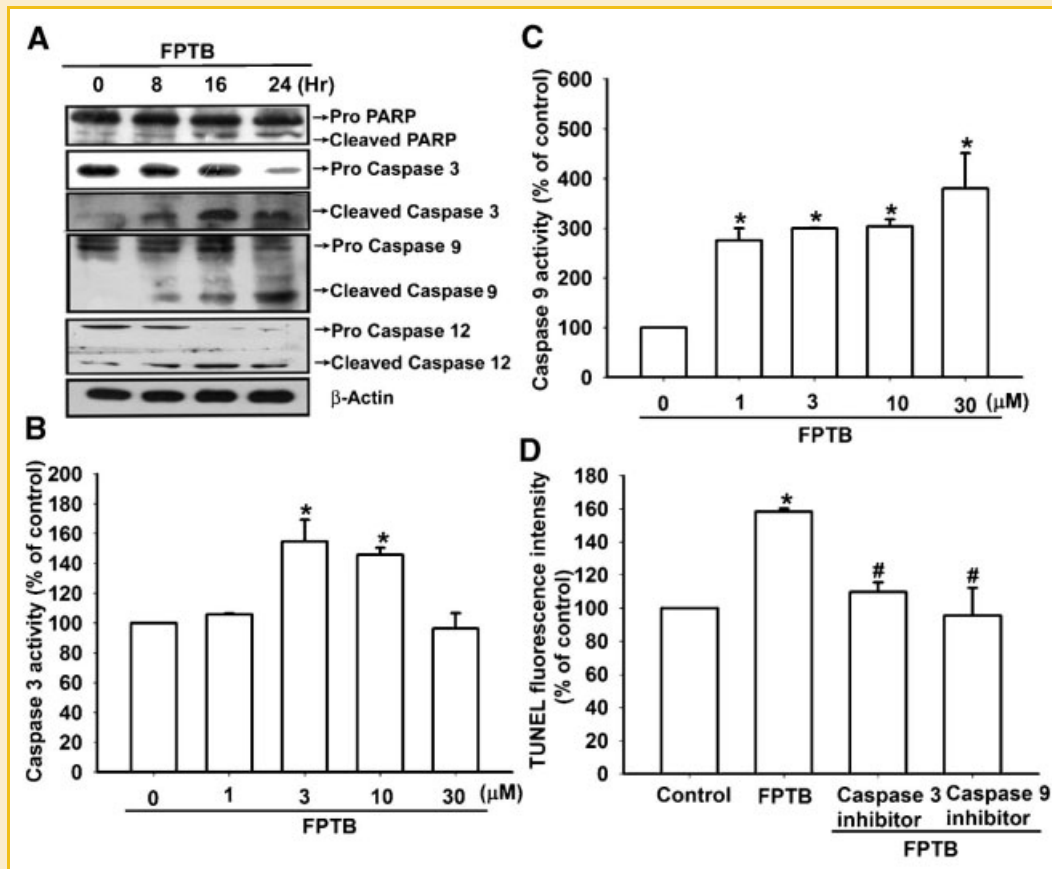 A
FPTB
0 8 16 24 (Hr)
→Pro PARP
→Cleaved PARP
→Pro Caspase 3
→Cleaved Caspase 3
→Pro Caspase 9
→Cleaved Caspase 9
→Pro Caspase 12
→Cleaved Caspase 12
β-Actin
B
Caspase 3 activity (% of control)
200
180
160
140
120
100
80
60
40
20
0
* *
0 1 3 10 30 (μM)
FPTB
C
Caspase 9 activity (% of control)
600
500
400
300
200
100
0
* * * *
0 1 3 10 30 (μM)
FPTB
D
TUNEL fluorescence intensity
(% of control)
180
160
140
120
100
80
60
40
20
0
* # #
Control FPTB Caspase 3 Caspase 9
inhibitor inhibitor
FPTB